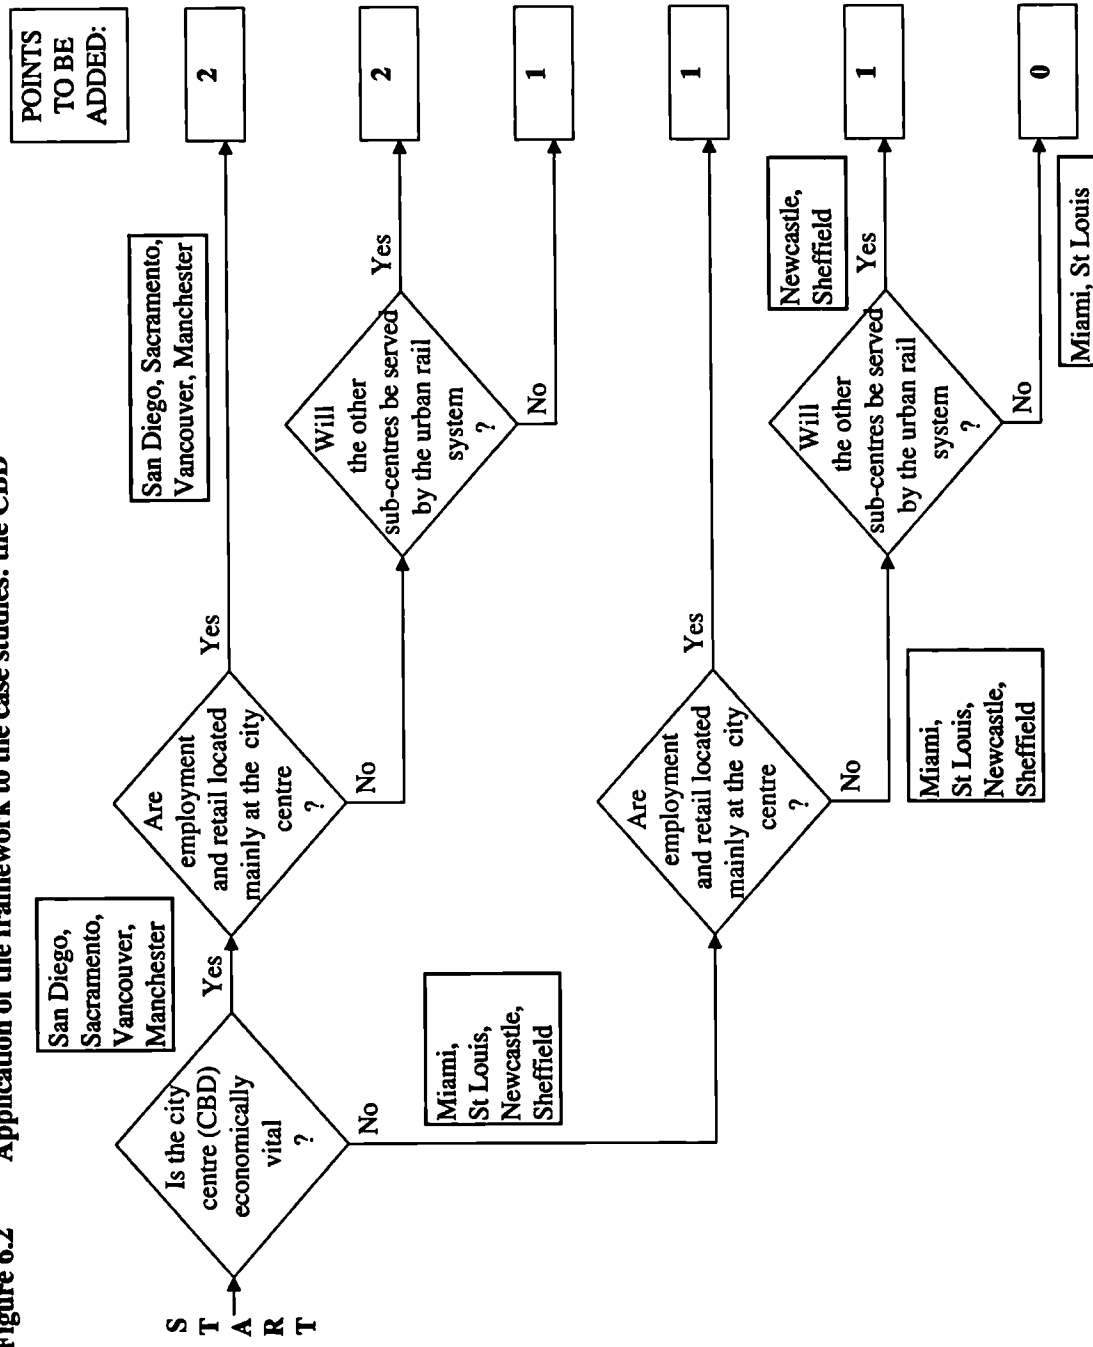 Figure 6.2 Application of the framework to the case studies: the CBD
POINTS
TO BE
ADDED:
S
T
A
R
T
Is the city
centre (CBD)
economically
vital
?
Yes
San Diego,
Sacramento,
Vancouver,
Manchester
No
Miami,
St Louis,
Newcastle,
Sheffield
Are
employment
and retail located
mainly at the city
centre
?
Yes
San Diego, Sacramento,
Vancouver, Manchester
2
No
Will
the other
sub-centres be served
by the urban rail
system
?
Yes
2
No
1
Are
employment
and retail located
mainly at the city
centre
?
Yes
1
No
Miami,
St Louis,
Newcastle,
Sheffield
Will
the other
sub-centres be served
by the urban rail
system
?
Yes
Newcastle,
Sheffield
1
No
Miami, St Louis
0